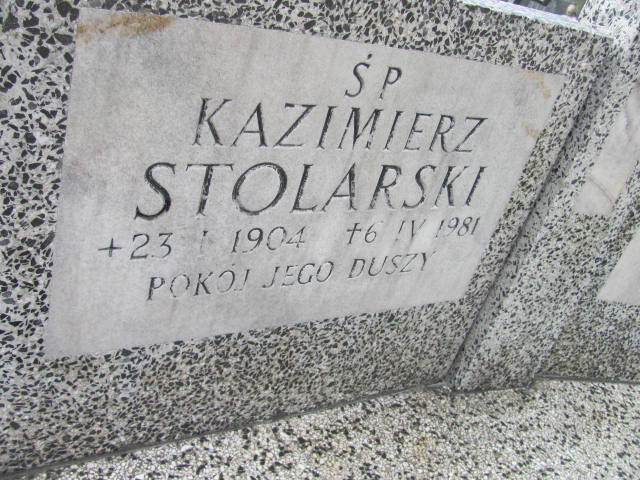 ŚP
KAZIMIERZ
STOLARSKI
+23 I 1904 †6 IV 1981
POKÓJ JEGO DUSZY